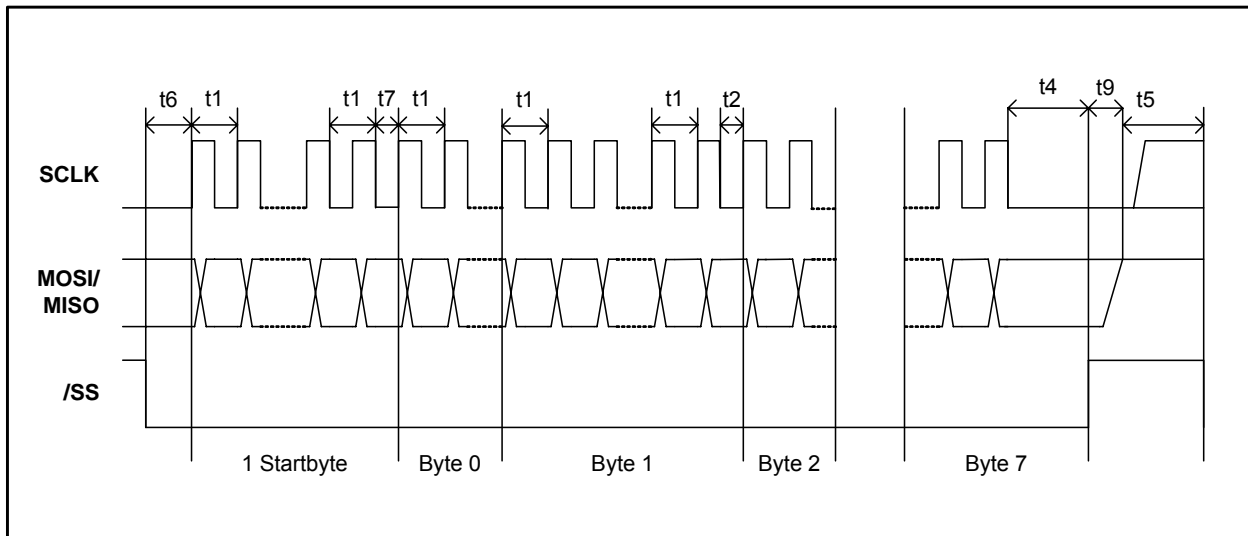 t6 t1 t1 t7 t1 t1 t1 t2 t4 t9 t5
SCLK
MOSI/
MISO
/SS
1 Startbyte Byte 0 Byte 1 Byte 2 Byte 7